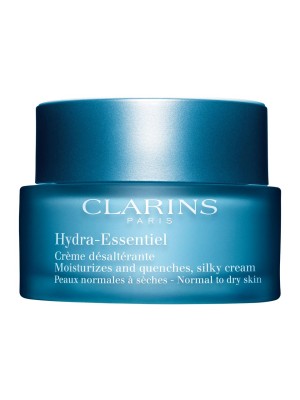 CLARINS
PARIS
Hydra-Essentiel
Crème désaltérante
Moisturizes and quenches, silky cream
Peaux normales à sèches - Normal to dry skin